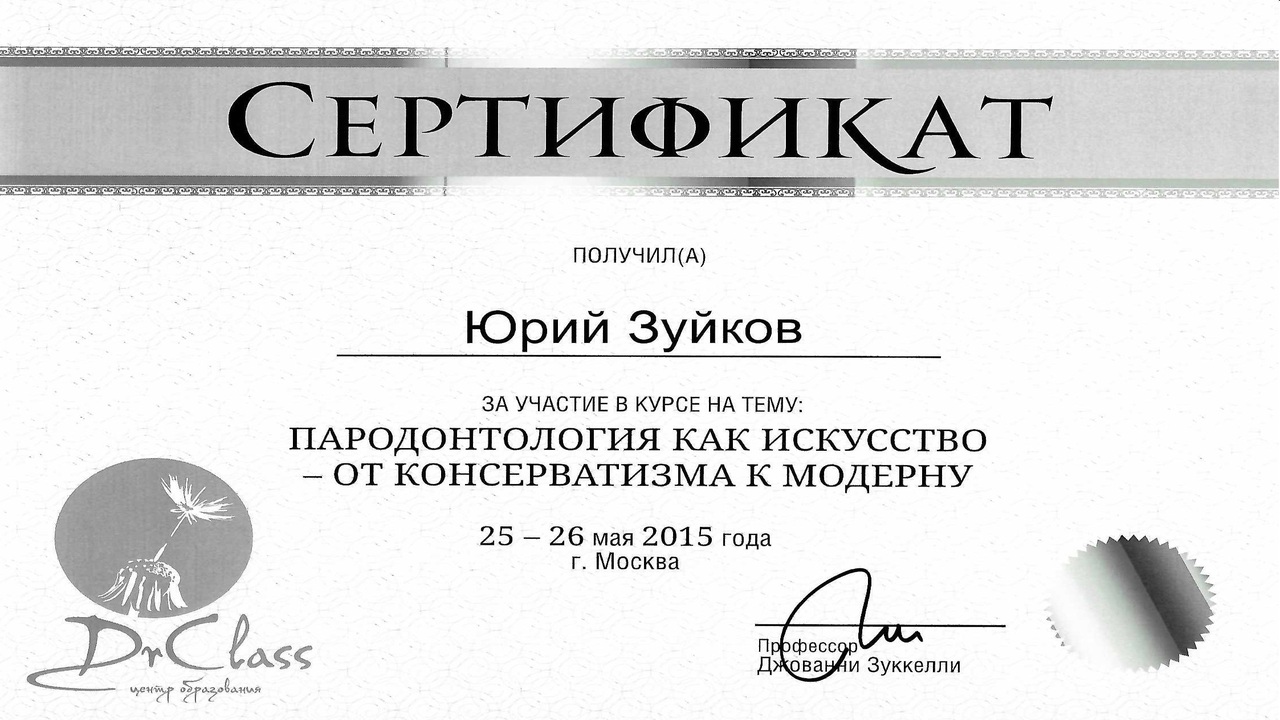 СЕРТИФИКАТ
ПОЛУЧИЛ(А)
Юрий Зуйков
ЗА УЧАСТИЕ В КУРСЕ НА ТЕМУ:
ПАРОДОНТОЛОГИЯ КАК ИСКУССТВО
– ОТ КОНСЕРВАТИЗМА К МОДЕРНУ
25 – 26 мая 2015 года
г. Москва
Профессор
Джованни Зуккелли
DrClass
центр образования